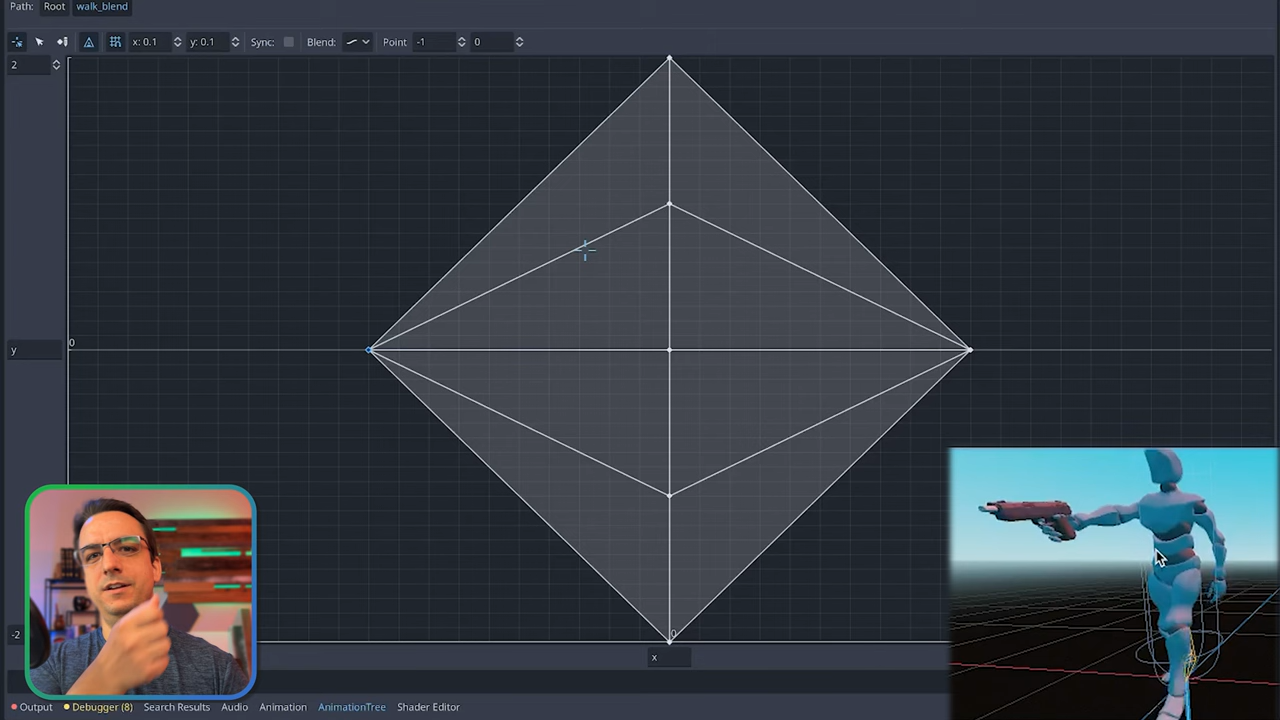 Path: Root walk_blend
x: 0.1 y: 0.1 Sync: Blend: Point -1 0
2
0
y
-2
0
x
Output Debugger (8) Search Results Audio Animation AnimationTree Shader Editor